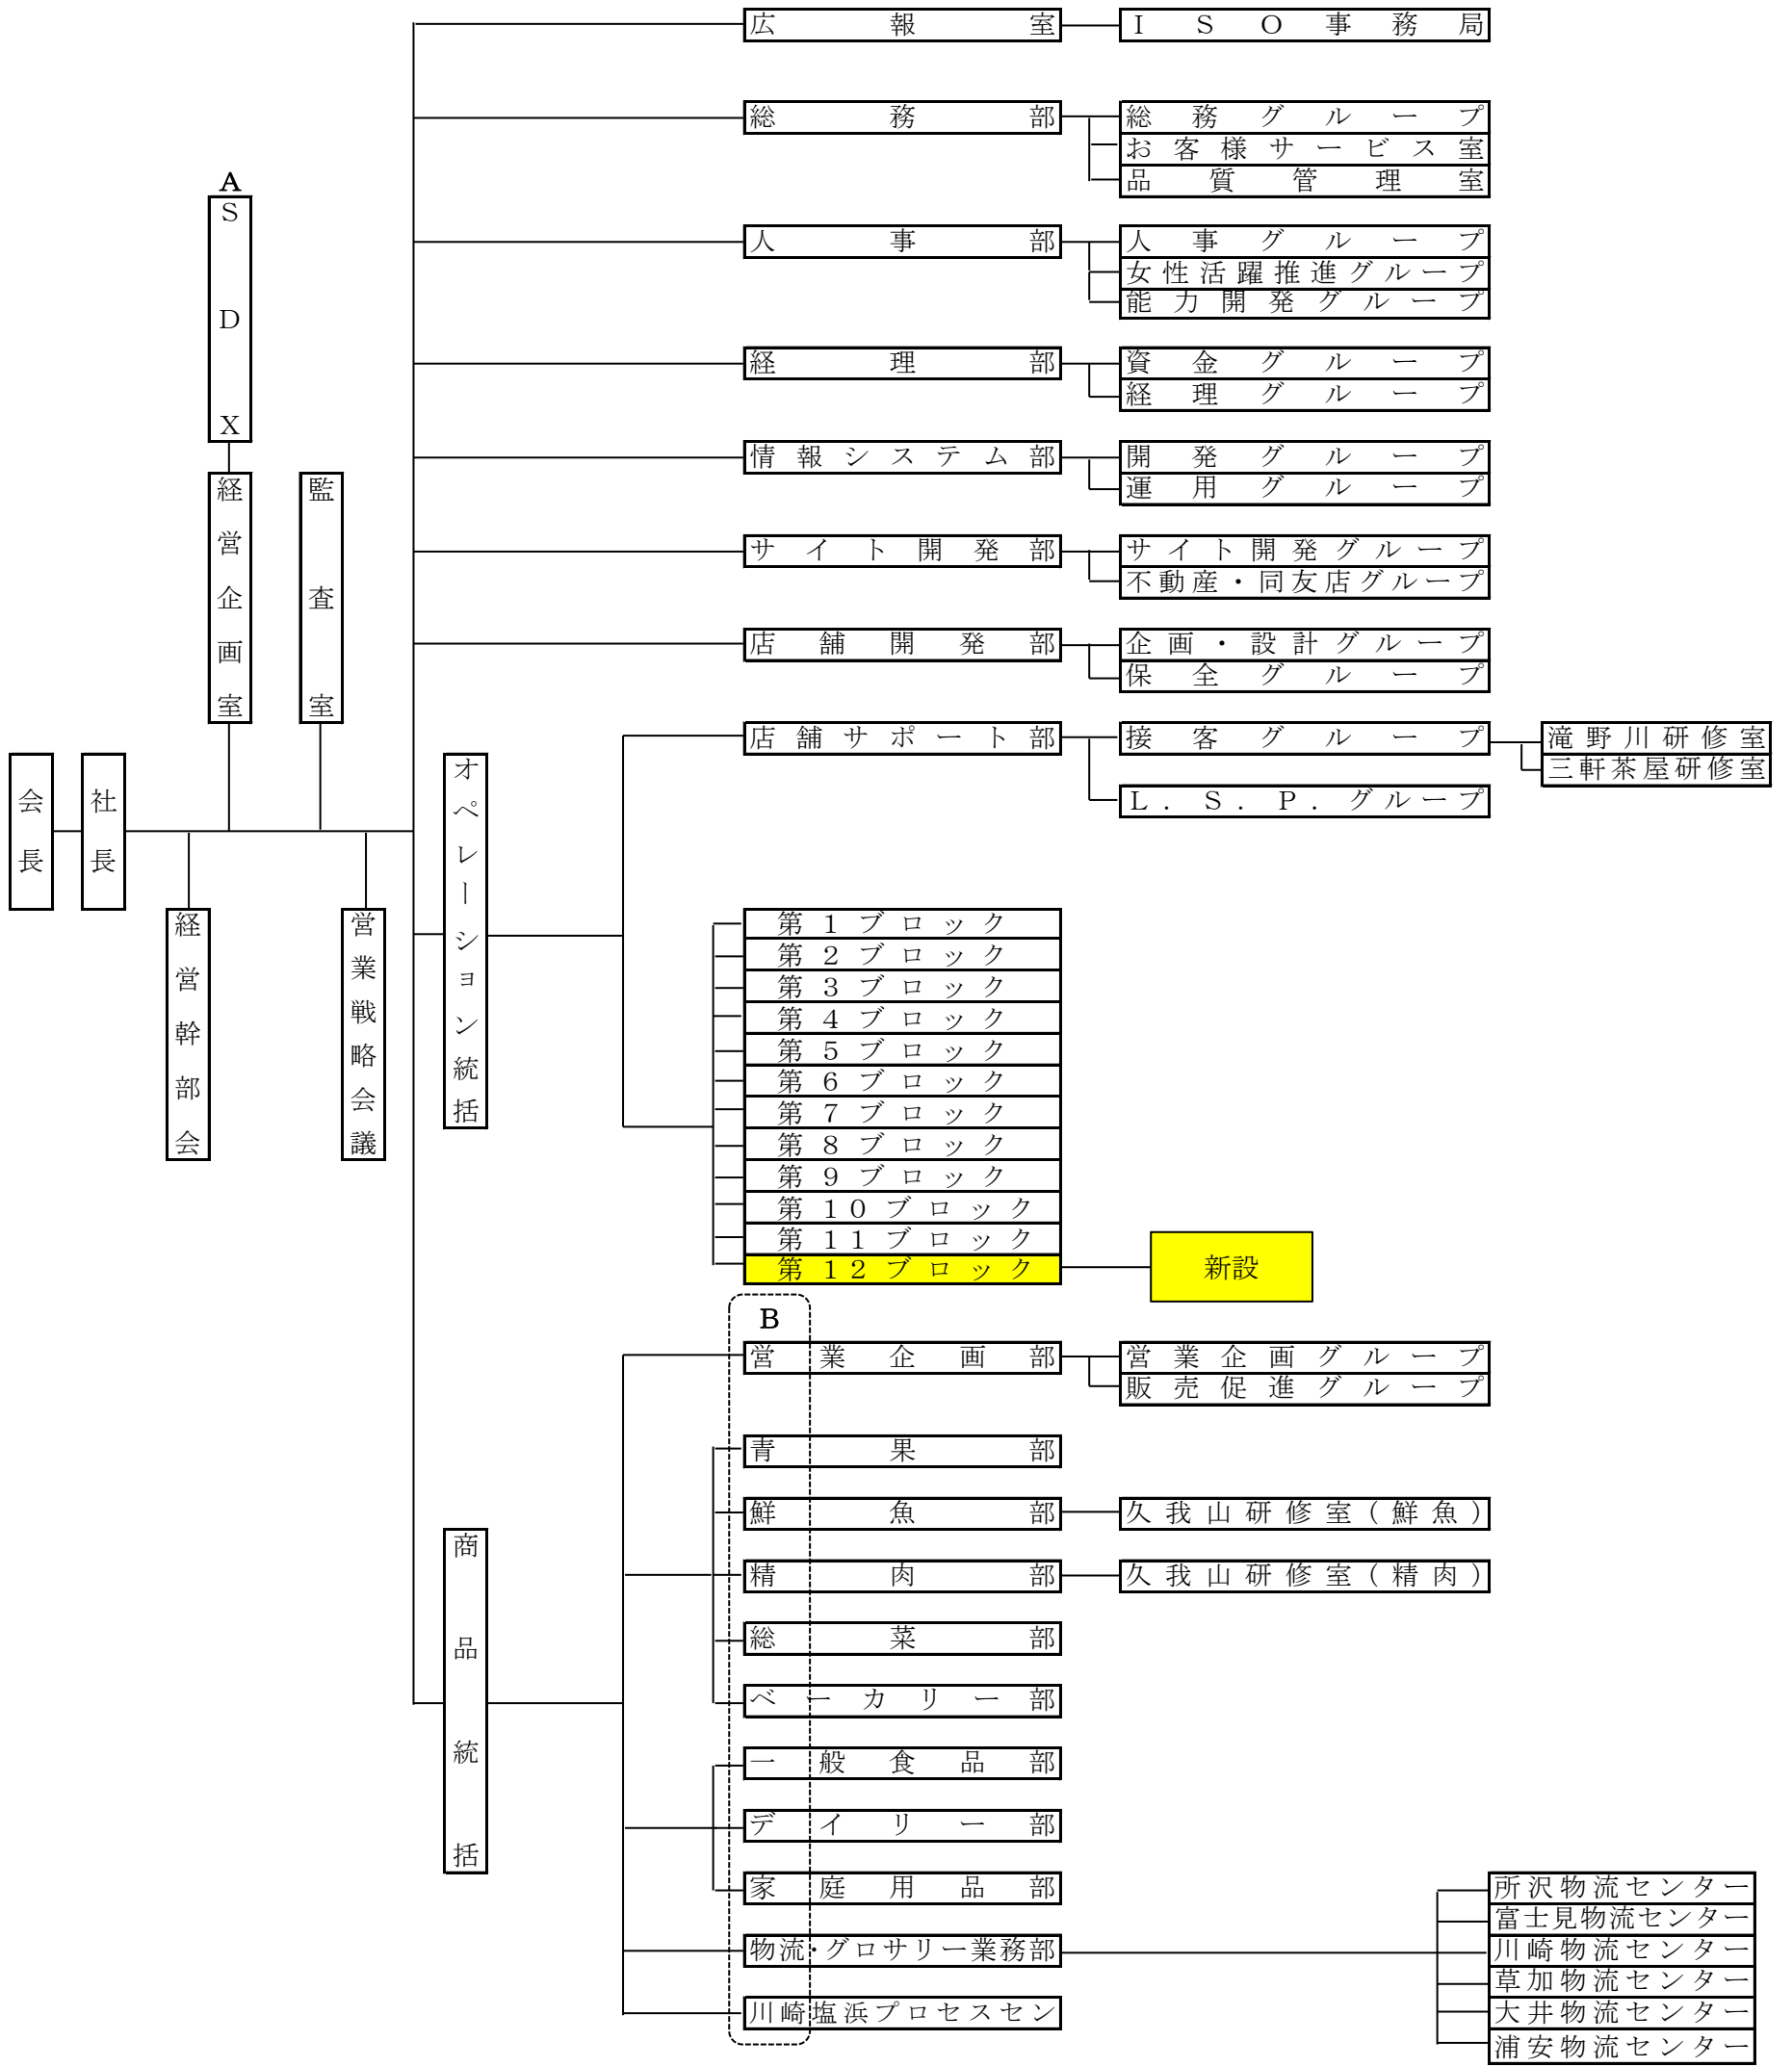 広報室
ISO事務局
総務部
総務グループ
お客様サービス室
品質管理室
A
SDX
人事部
人事グループ
女性活躍推進グループ
能力開発グループ
経理部
資金グループ
経理グループ
情報システム部
開発グループ
運用グループ
経営企画室
監査室
サイト開発部
サイト開発グループ
不動産・同友店グループ
店舗開発部
企画・設計グループ
保全グループ
店舗サポート部
接客グループ
滝野川研修室
三軒茶屋研修室
L.S.P.グループ
会長
社長
オペレーション統括
経営幹部会
営業戦略会議
第1ブロック
第2ブロック
第3ブロック
第4ブロック
第5ブロック
第6ブロック
第7ブロック
第8ブロック
第9ブロック
第10ブロック
第11ブロック
第12ブロック
新設
B
営業企画部
営業企画グループ
販売促進グループ
青果部
鮮魚部
久我山研修室(鮮魚)
商品統括
精肉部
久我山研修室(精肉)
総菜部
ベーカリー部
一般食品部
デイリー部
家庭用品部
物流・グロサリー業務部
川崎塩浜プロセスセン
所沢物流センター
富士見物流センター
川崎物流センター
草加物流センター
大井物流センター
浦安物流センター